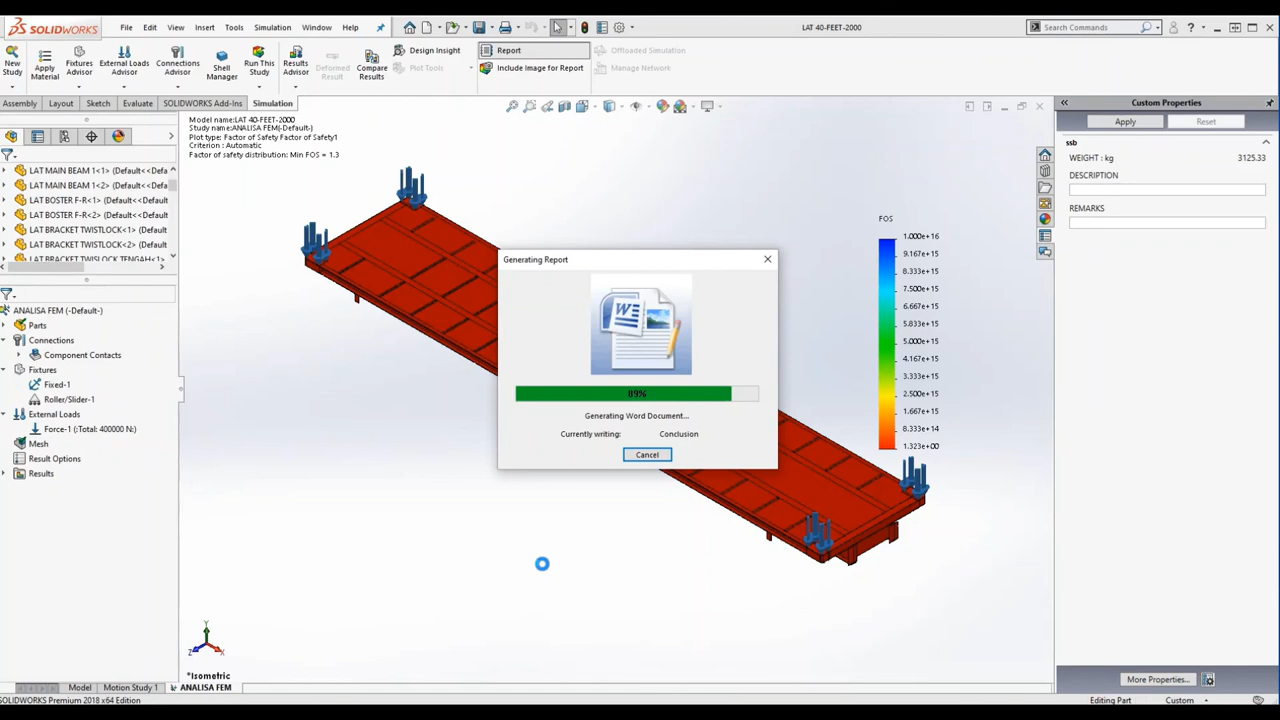 SOLIDWORKS File Edit View Insert Tools Simulation Window Help LAT 40-FEET-2000 Search Commands
New Study
Apply Material
Fixtures Advisor
External Loads Advisor
Connections Advisor
Shell Manager
Run This Study
Results Advisor
Deformed Result
Compare Results
Design Insight
Plot Tools
Report
Include Image for Report
Offloaded Simulation
Manage Network
Assembly Layout Sketch Evaluate SOLIDWORKS Add-Ins Simulation
Model name:LAT 40-FEET-2000
Study name:ANALISA FEM(-Default-)
Plot type: Factor of Safety Factor of Safety1
Criterion : Automatic
Factor of safety distribution: Min FOS = 1.3
LAT MAIN BEAM 1<1> (Default<<Defa
LAT MAIN BEAM 1<2> (Default<<Defa
LAT BOSTER F-R<1> (Default<<Defau
LAT BOSTER F-R<2> (Default<<Defau
LAT BRACKET TWISTLOCK<1> (Defau
LAT BRACKET TWISTLOCK<2> (Defau
LAT BRACKET TWISTLOCK TENGAH<1>
ANALISA FEM (-Default-)
Parts
Connections
Component Contacts
Fixtures
Fixed-1
Roller/Slider-1
External Loads
Force-1 (:Total: 400000 N:)
Mesh
Result Options
Results
Generating Report
89%
Generating Word Document...
Currently writing: Conclusion
Cancel
FOS
1.000e+16
9.167e+15
8.333e+15
7.500e+15
6.667e+15
5.833e+15
5.000e+15
4.167e+15
3.333e+15
2.500e+15
1.667e+15
8.333e+14
1.323e+00
Custom Properties
Apply Reset
ssb
WEIGHT : kg 3125.33
DESCRIPTION
REMARKS
More Properties...
Y
Z X
*Isometric
Model Motion Study 1 ANALISA FEM
SOLIDWORKS Premium 2018 x64 Edition Editing Part Custom